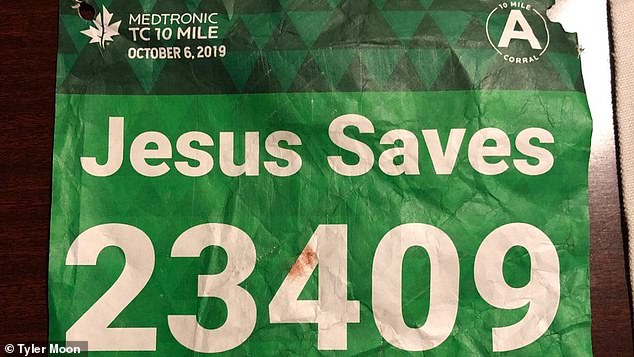 MEDTRONIC
TC 10 MILE
OCTOBER 6, 2019
10 MILE
A
CORRAL
Jesus Saves
23409
© Tyler Moon